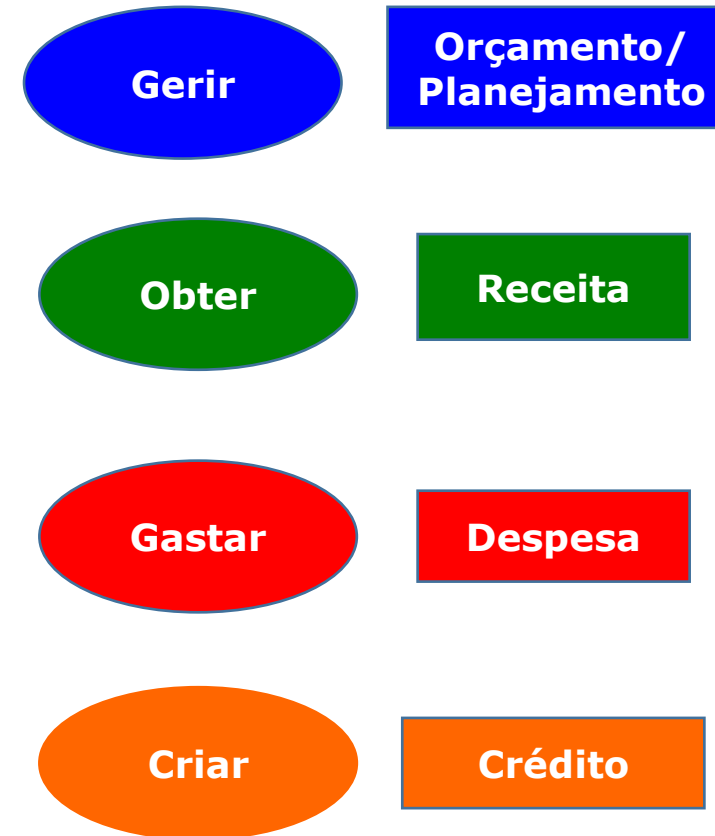 Gerir
Orçamento/
Planejamento
Obter
Receita
Gastar
Despesa
Criar
Crédito